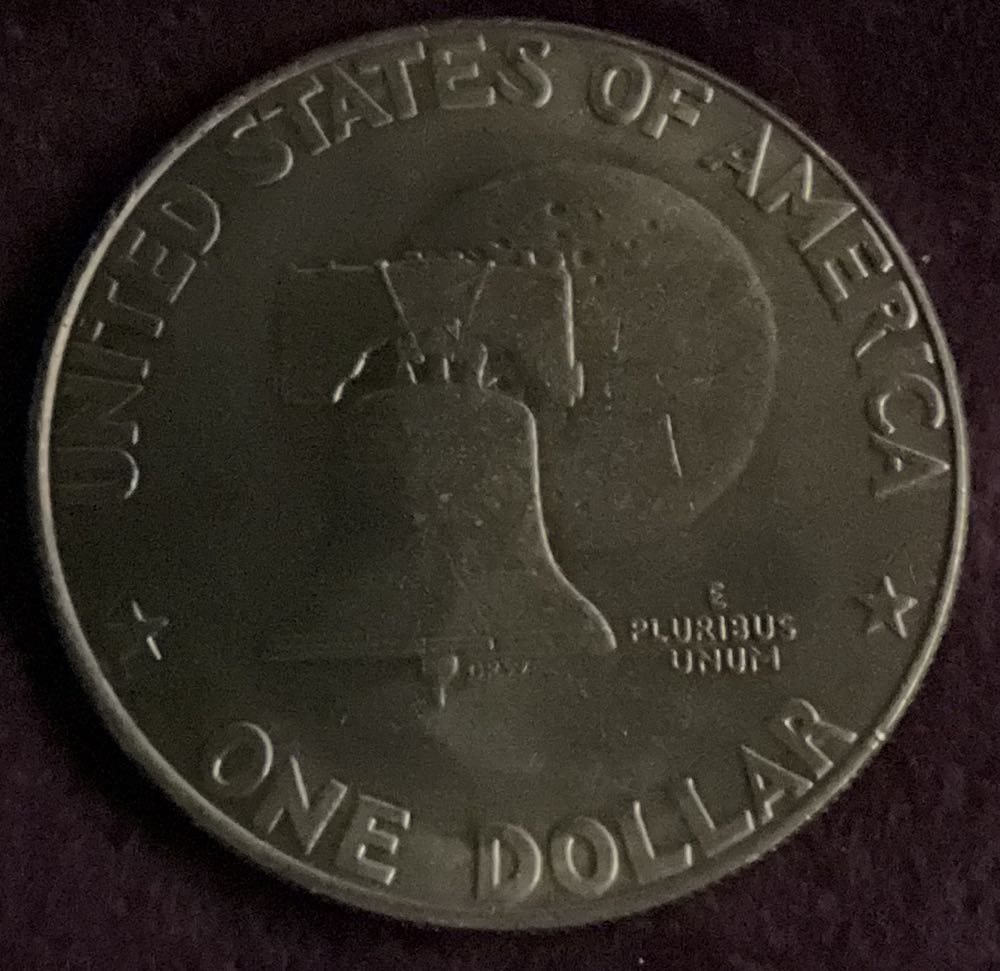 UNITED STATES OF AMERICA
E
PLURIBUS
UNUM
ONE DOLLAR